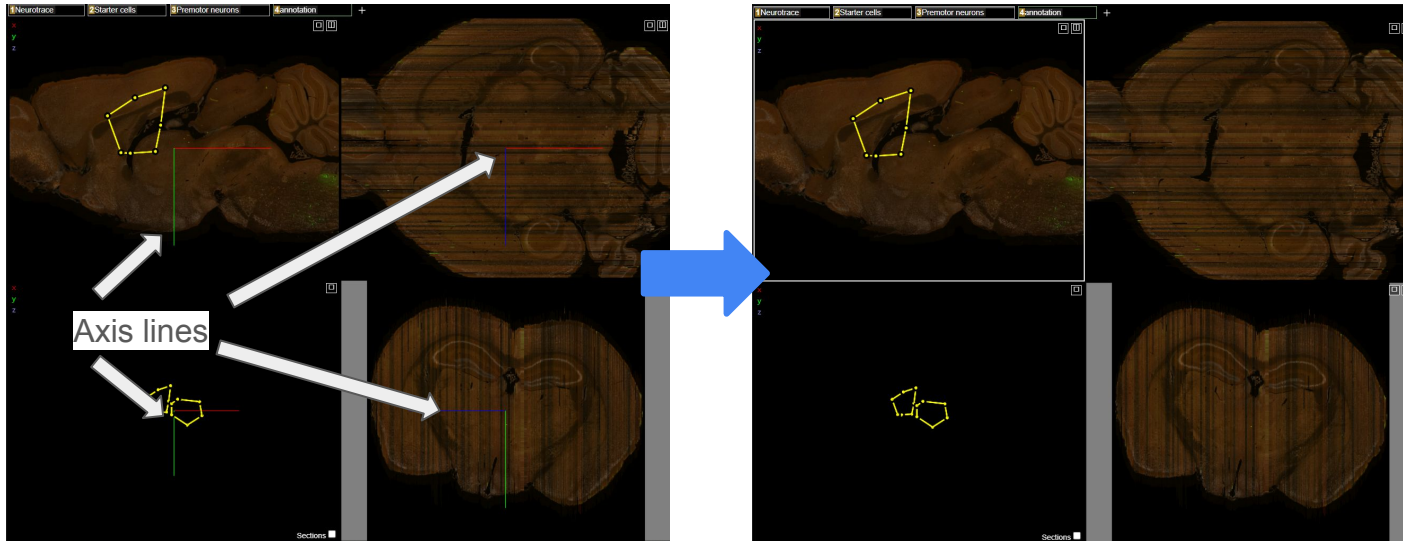 1Neurotrace 2Starter cells 3Premotor neurons 4annotation +
x
y
z
x
y
z
Axis lines
Sections
1Neurotrace 2Starter cells 3Premotor neurons 4annotation +
x
y
z
x
y
z
Sections